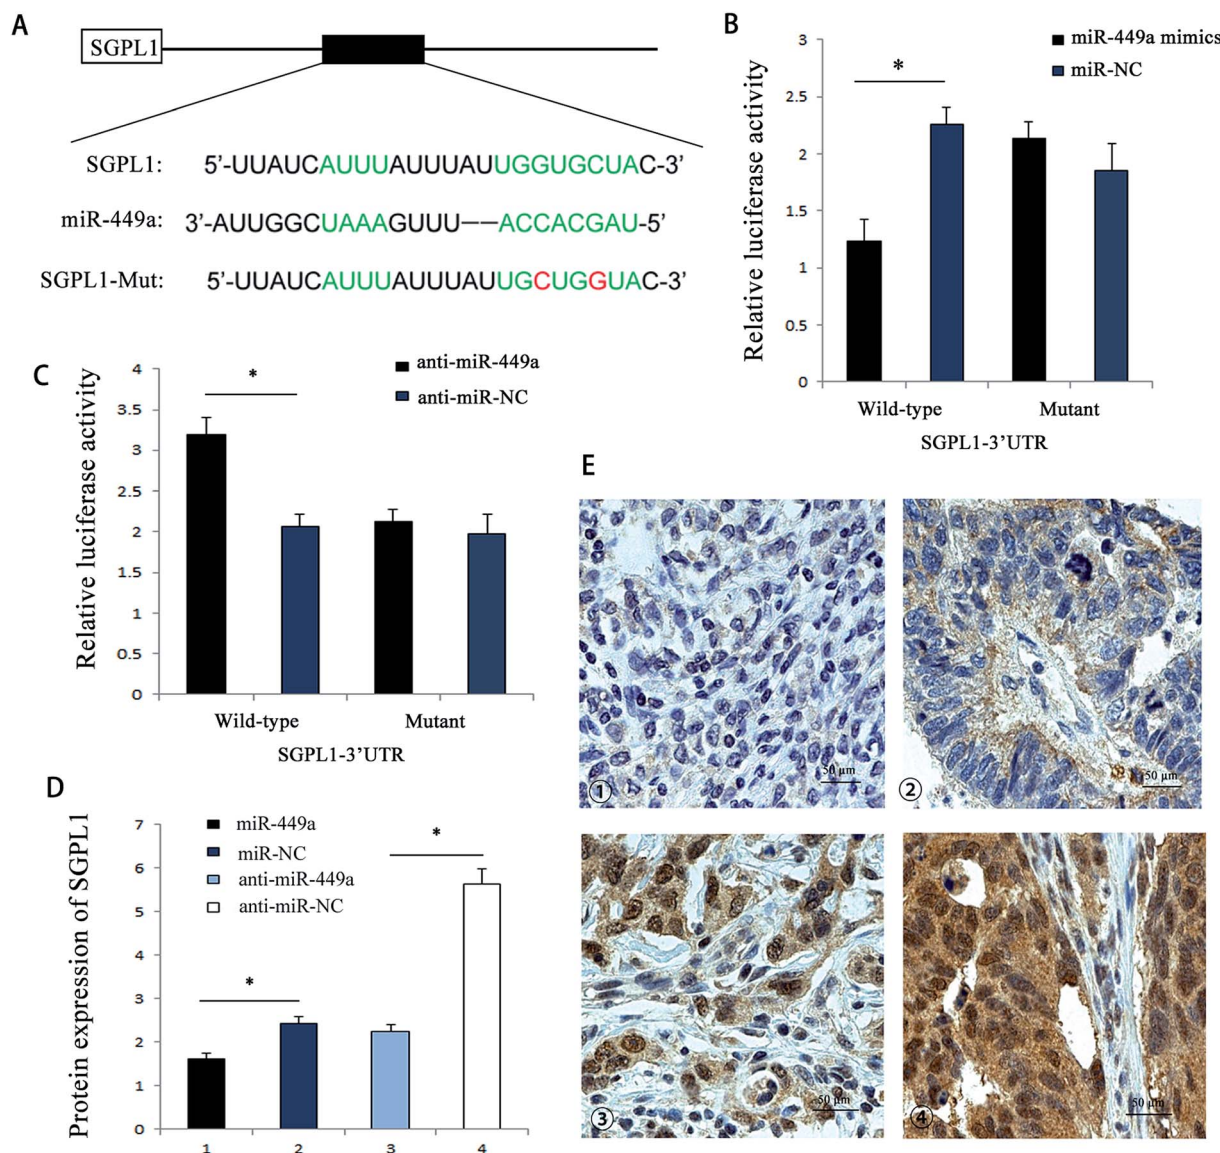 A
SGPL1
SGPL1: 5’-UUAUCAUUUAUUUAUUGGUGCUAC-3’
miR-449a: 3’-AUUGGCUAAAGUUU——ACCACGAU-5’
SGPL1-Mut: 5’-UUAUCAUUUAUUUAUUGCUGGUAC-3’
B
miR-449a mimics
miR-NC
Relative luciferase activity
3
2.5
2
1.5
1
0.5
0
*
Wild-type Mutant
SGPL1-3’UTR
C
anti-miR-449a
anti-miR-NC
Relative luciferase activity
4
3.5
3
2.5
2
1.5
1
0.5
0
*
Wild-type Mutant
SGPL1-3’UTR
D
miR-449a
miR-NC
anti-miR-449a
anti-miR-NC
Protein expression of SGPL1
7
6
5
4
3
2
1
0
*
*
1 2 3 4
E
50 µm
①
50 µm
②
50 µm
③
50 µm
④